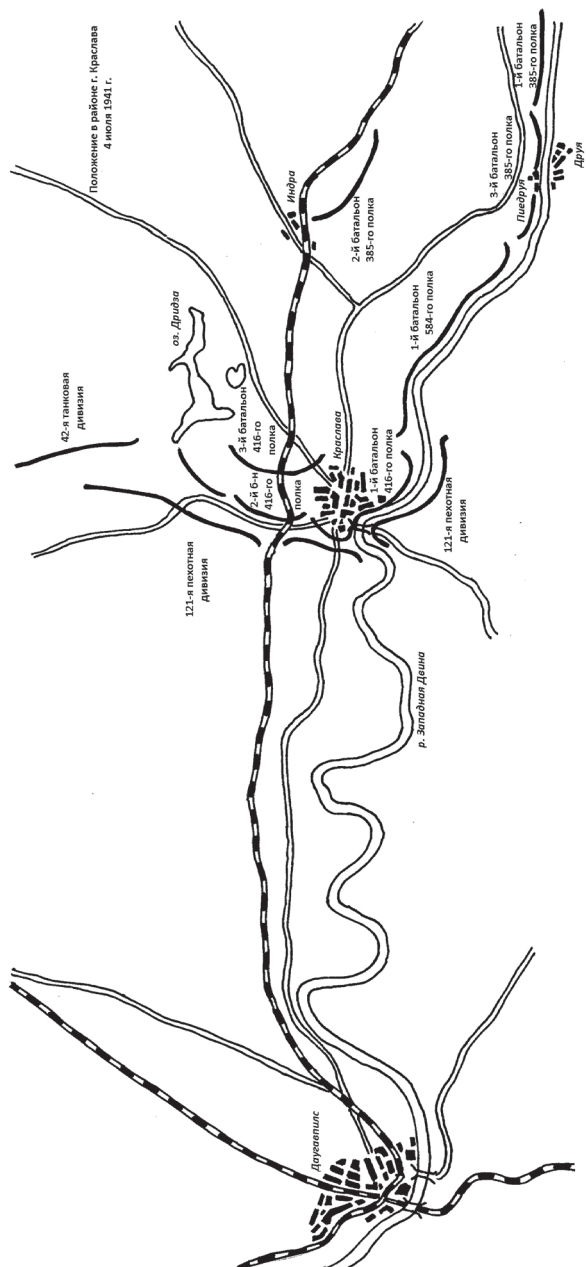 Положение в районе г. Краслава
4 июля 1941 г.
42-я танковая
дивизия
оз. Дридза
121-я пехотная
дивизия
2-й б-н
416-го
полка
3-й батальон
416-го
полка
Индра
2-й батальон
385-го полка
Краслава
1-й батальон
416-го полка
1-й батальон
584-го полка
3-й батальон
385-го полка
1-й батальон
385-го полка
Пиедруя
Друя
121-я пехотная
дивизия
р. Западная Двина
Даугавпилс